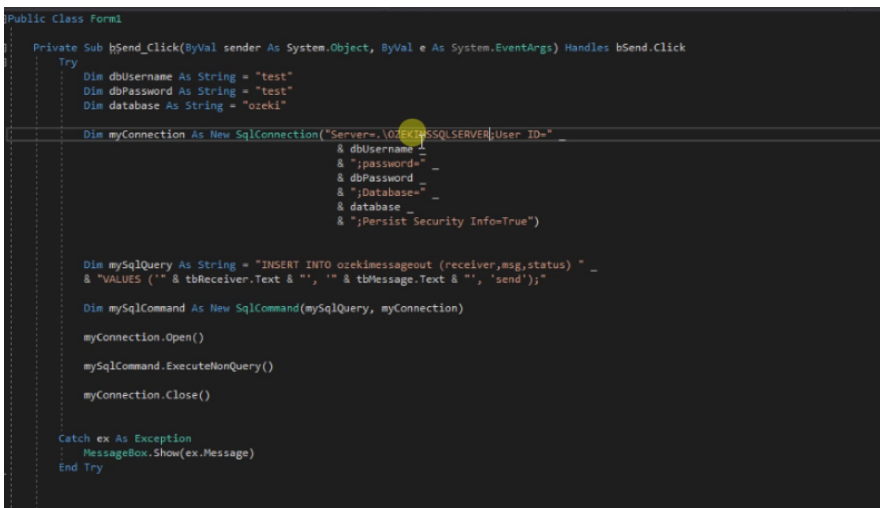 Public Class Form1
Private Sub bSend_Click(ByVal sender As System.Object, ByVal e As System.EventArgs) Handles bSend.Click
Try
Dim dbUsername As String = "test"
Dim dbPassword As String = "test"
Dim database As String = "ozeki"
Dim myConnection As New SqlConnection("Server=.\OZEKIMSSQLSERVER;User ID=" _
& dbUsername _
& ";password=" _
& dbPassword _
& ";Database=" _
& database _
& ";Persist Security Info=True")
Dim mySqlQuery As String = "INSERT INTO ozekimessageout (receiver,msg,status) " _
& "VALUES ('" & tbReceiver.Text & "', '" & tbMessage.Text & "', 'send');"
Dim mySqlCommand As New SqlCommand(mySqlQuery, myConnection)
myConnection.Open()
mySqlCommand.ExecuteNonQuery()
myConnection.Close()
Catch ex As Exception
MessageBox.Show(ex.Message)
End Try